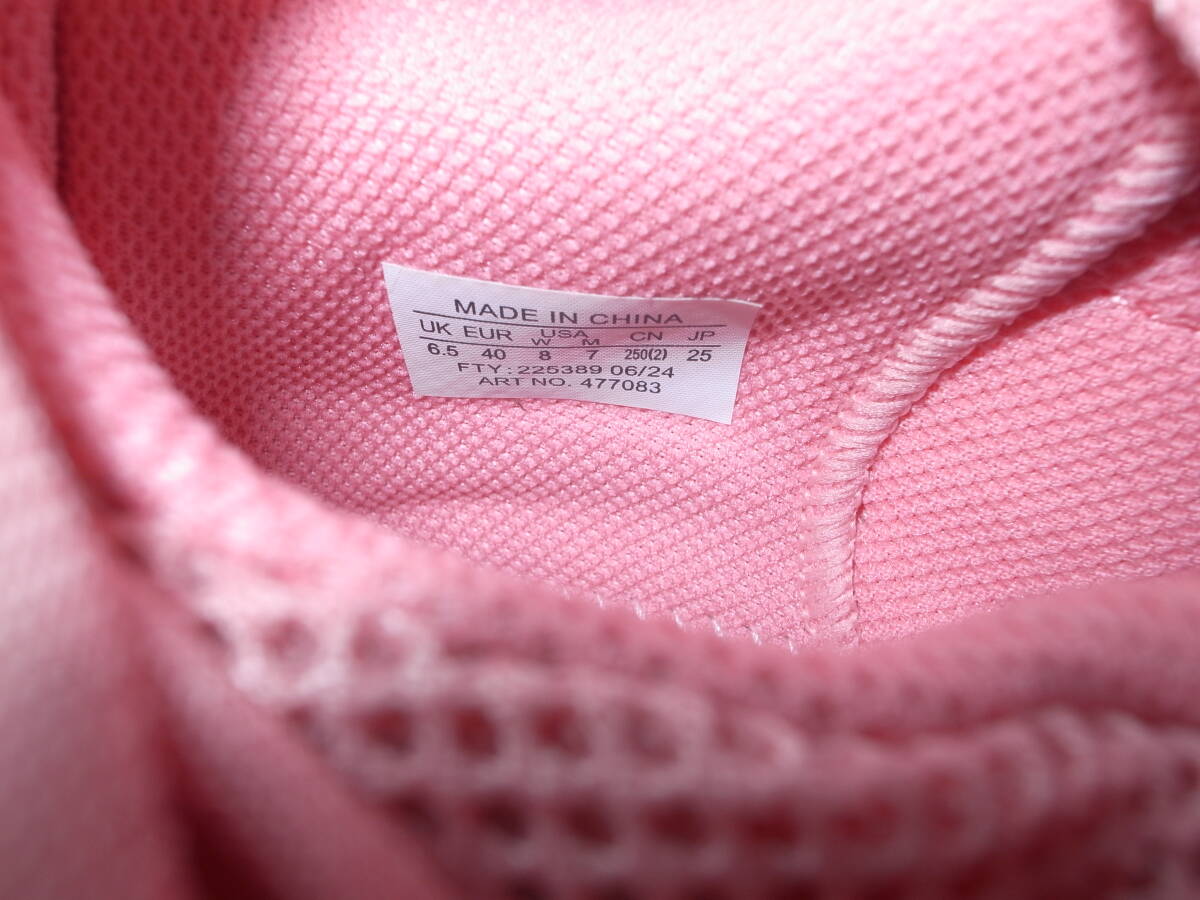 MADE IN CHINA
UK EUR USA CN JP
W M
6.5 40 8 7 250(2) 25
FTY: 225389 06/24
ART NO. 477083